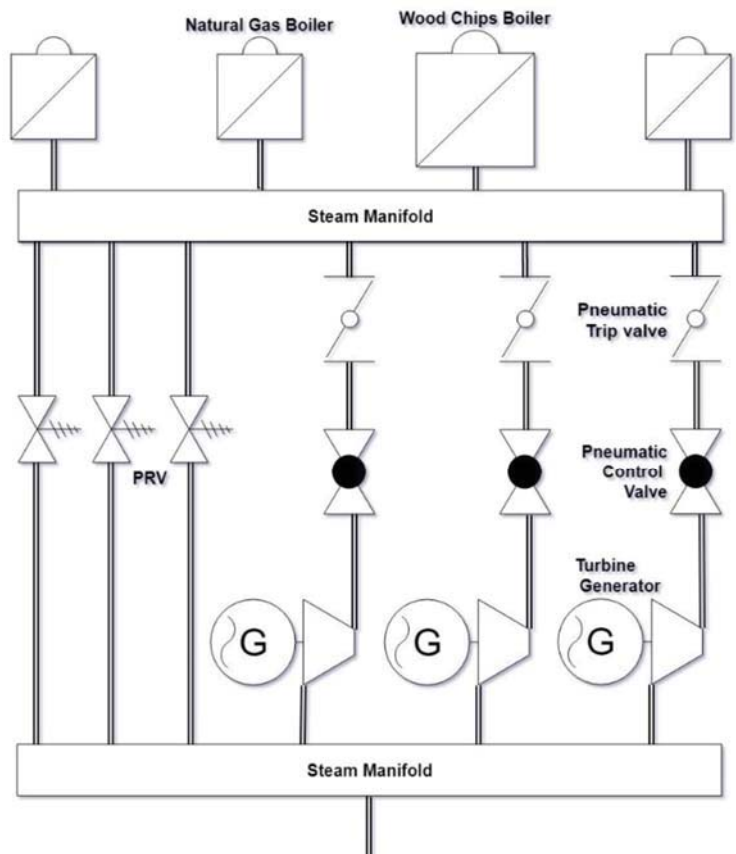 Natural Gas Boiler
Wood Chips Boiler
Steam Manifold
Pneumatic
Trip valve
PRV
Pneumatic
Control
Valve
Turbine
Generator
G
G
G
Steam Manifold